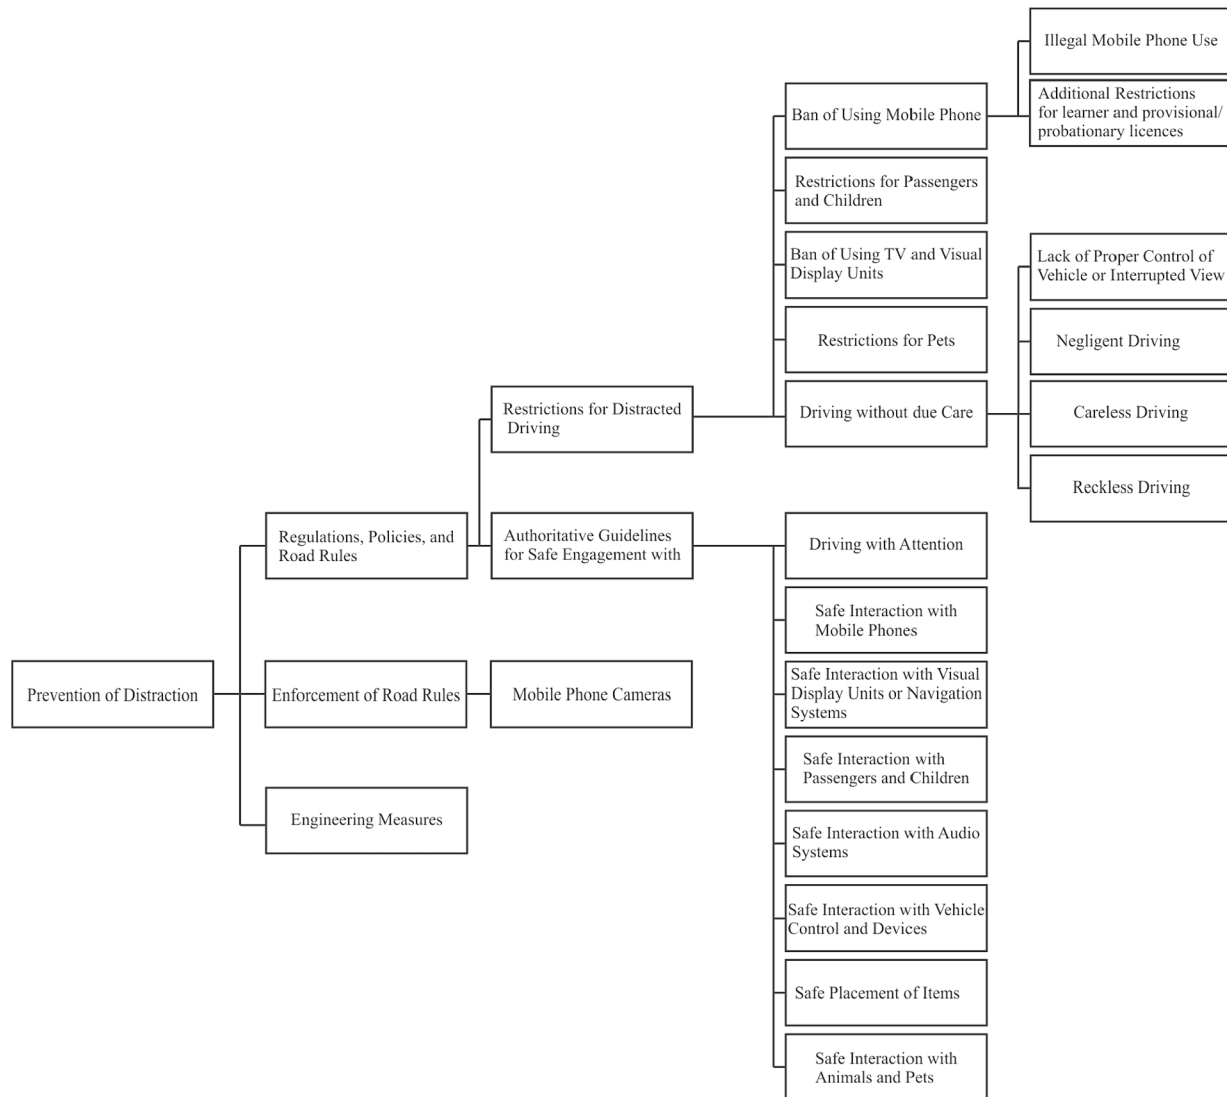 Illegal Mobile Phone Use
Additional Restrictions
for learner and provisional/
probationary licences
Ban of Using Mobile Phone
Restrictions for Passengers
and Children
Ban of Using TV and Visual
Display Units
Restrictions for Pets
Driving without due Care
Lack of Proper Control of
Vehicle or Interrupted View
Negligent Driving
Careless Driving
Reckless Driving
Restrictions for Distracted
Driving
Regulations, Policies, and
Road Rules
Authoritative Guidelines
for Safe Engagement with
Driving with Attention
Safe Interaction with
Mobile Phones
Prevention of Distraction
Enforcement of Road Rules
Mobile Phone Cameras
Safe Interaction with Visual
Display Units or Navigation
Systems
Safe Interaction with
Passengers and Children
Engineering Measures
Safe Interaction with Audio
Systems
Safe Interaction with Vehicle
Control and Devices
Safe Placement of Items
Safe Interaction with
Animals and Pets